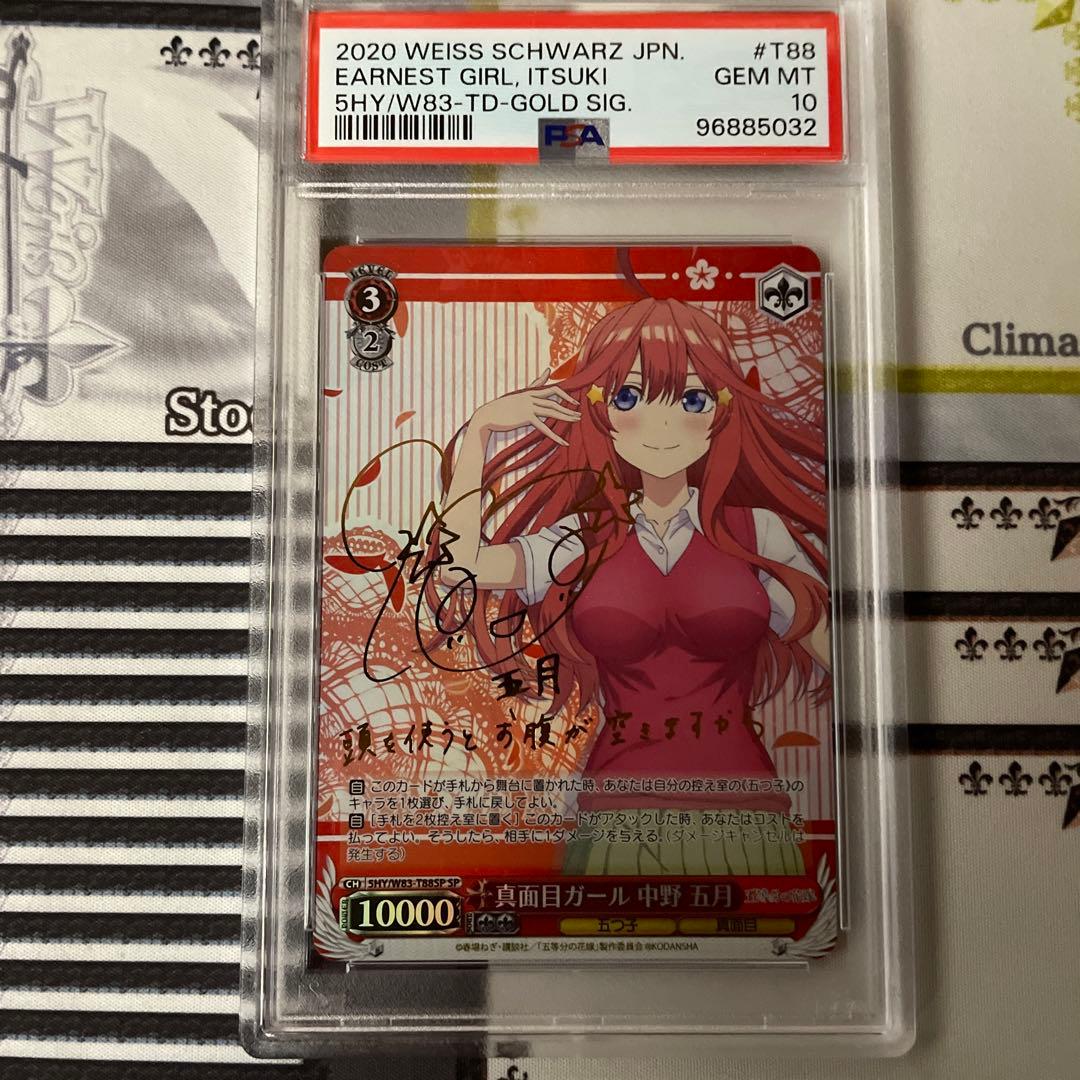 2020 WEISS SCHWARZ JPN. #T88
EARNEST GIRL, ITSUKI GEM MT
5HY/W83-TD-GOLD SIG. 10
PSA 96885032
LEVEL
3
2
COST
Clima
Sto
五月
頭を使うとお腹が空きますから
自 このカードが手札から舞台に置かれた時、あなたは自分の控え室の《五つ子》の
キャラを1枚選び、手札に戻してよい。
自 [手札を2枚控え室に置く] このカードがアタックした時、あなたはコストを
払ってよい。そうしたら、相手に1ダメージを与える。(ダメージキャンセルは
発生する)
CH 5HY/W83-T88SP SP
真面目ガール 中野 五月
POWER 10000
五つ子 真面目
©春場ねぎ・講談社/「五等分の花嫁」製作委員会 ©KODANSHA